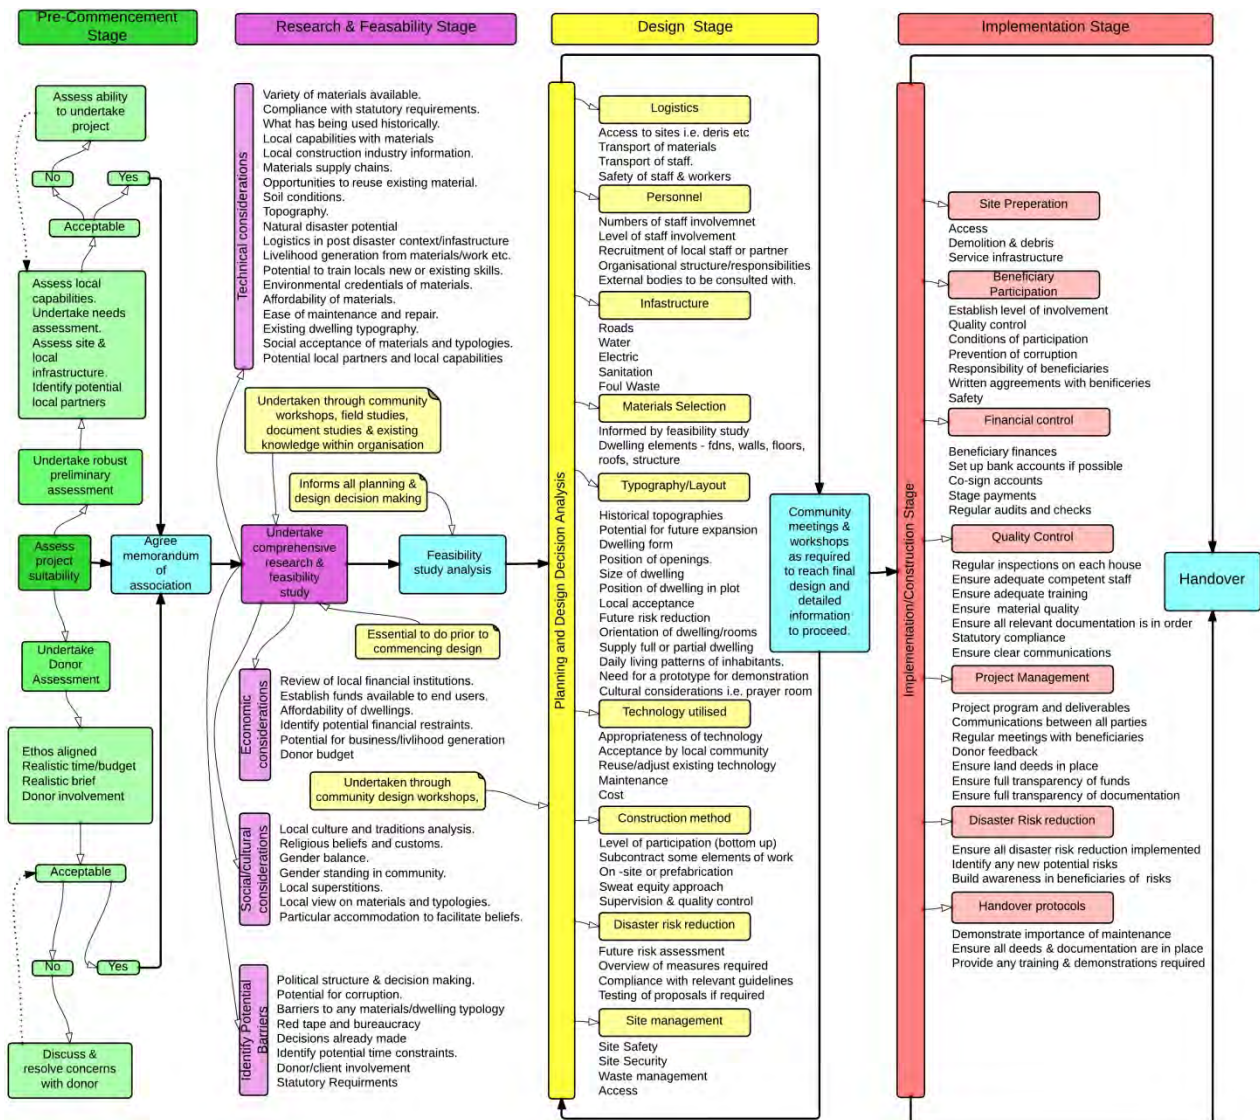 Pre-Commencement
Stage
Research & Feasability Stage
Design Stage
Implementation Stage
Assess ability
to undertake
project
No
Yes
Acceptable
Assess local
capabilities.
Undertake needs
assessment.
Assess site &
local
infrastructure.
Identify potential
local partners
Undertake robust
preliminary
assessment
Assess
project
suitability
Agree
memorandum
of
association
Undertake
Donor
Assessment
Ethos aligned
Realistic time/budget
Realistic brief
Donor involvement
Acceptable
No
Yes
Discuss &
resolve concerns
with donor
Technical considerations
Variety of materials available.
Compliance with statutory requirements.
What has being used historically.
Local capabilities with materials
Local construction industry information.
Materials supply chains.
Opportunities to reuse existing material.
Soil conditions.
Topography.
Natural disaster potential
Logistics in post disaster context/infastructure
Livelihood generation from materials/work etc.
Potential to train locals new or existing skills.
Environmental credentials of materials.
Affordability of materials.
Ease of maintenance and repair.
Existing dwelling typography.
Social acceptance of materials and typologies.
Potential local partners and local capabilities
Undertaken through community
workshops, field studies,
document studies & existing
knowledge within organisation
Informs all planning &
design decision making
Undertake
comprehensive
research &
feasibility
study
Feasibility
study analysis
Essential to do prior to
commencing design
Economic
considerations
Review of local financial institutions.
Establish funds available to end users.
Affordability of dwellings.
Identify potential financial restraints.
Potential for business/livlihood generation
Donor budget
Undertaken through
community design workshops,
Social/cultural
considerations
Local culture and traditions analysis.
Religious beliefs and customs.
Gender balance.
Gender standing in community.
Local superstitions.
Local view on materials and typologies.
Particular accommodation to facilitate beliefs.
Identify Potential
Barriers
Political structure & decision making.
Potential for corruption.
Barriers to any materials/dwelling typology
Red tape and bureaucracy
Decisions already made
Identify potential time constraints.
Donor/client involvement
Statutory Requirments
Planning and Design Decision Analysis
Logistics
Access to sites i.e. deris etc
Transport of materials
Transport of staff.
Safety of staff & workers
Personnel
Numbers of staff involvemnet
Level of staff involvement
Recruitment of local staff or partner
Organisational structure/responsibilities
External bodies to be consulted with.
Infastructure
Roads
Water
Electric
Sanitation
Foul Waste
Materials Selection
Informed by feasibility study
Dwelling elements - fdns, walls, floors,
roofs, structure
Typography/Layout
Historical topographies
Potential for future expansion
Dwelling form
Position of openings.
Size of dwelling
Position of dwelling in plot
Local acceptance
Future risk reduction
Orientation of dwelling/rooms
Supply full or partial dwelling
Daily living patterns of inhabitants.
Need for a prototype for demonstration
Cultural considerations i.e. prayer room
Technology utilised
Appropriateness of technology
Acceptance by local community
Reuse/adjust existing technology
Maintenance
Cost
Construction method
Level of participation (bottom up)
Subcontract some elements of work
On -site or prefabrication
Sweat equity approach
Supervision & quality control
Disaster risk reduction
Future risk assessment
Overview of measures required
Compliance with relevant guidelines
Testing of proposals if required
Site management
Site Safety
Site Security
Waste management
Access
Community
meetings &
workshops
as required
to reach final
design and
detailed
information
to proceed.
Implementation/Construction Stage
Site Preperation
Access
Demolition & debris
Service infrastructure
Beneficiary
Participation
Establish level of involvement
Quality control
Conditions of participation
Prevention of corruption
Responsibility of beneficiaries
Written aggreements with benificeries
Safety
Financial control
Beneficiary finances
Set up bank accounts if possible
Co-sign accounts
Stage payments
Regular audits and checks
Quality Control
Regular inspections on each house
Ensure adequate competent staff
Ensure adequate training
Ensure material quality
Ensure all relevant documentation is in order
Statutory compliance
Ensure clear communications
Project Management
Project program and deliverables
Communications between all parties
Regular meetings with beneficiaries
Donor feedback
Ensure land deeds in place
Ensure full transparency of funds
Ensure full transparency of documentation
Disaster Risk reduction
Ensure all disaster risk reduction implemented
Identify any new potential risks
Build awareness in beneficiaries of risks
Handover protocols
Demonstrate importance of maintenance
Ensure all deeds & documentation are in place
Provide any training & demonstrations required
Handover